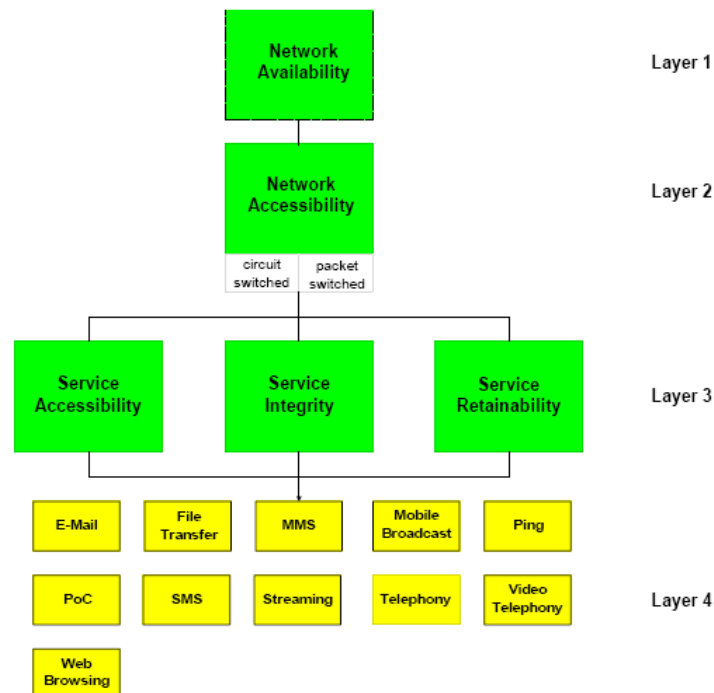 Network
Availability
Layer 1
Network
Accessibility
Layer 2
circuit
switched
packet
switched
Service
Accessibility
Service
Integrity
Service
Retainability
Layer 3
E-Mail
File
Transfer
MMS
Mobile
Broadcast
Ping
PoC
SMS
Streaming
Telephony
Video
Telephony
Layer 4
Web
Browsing